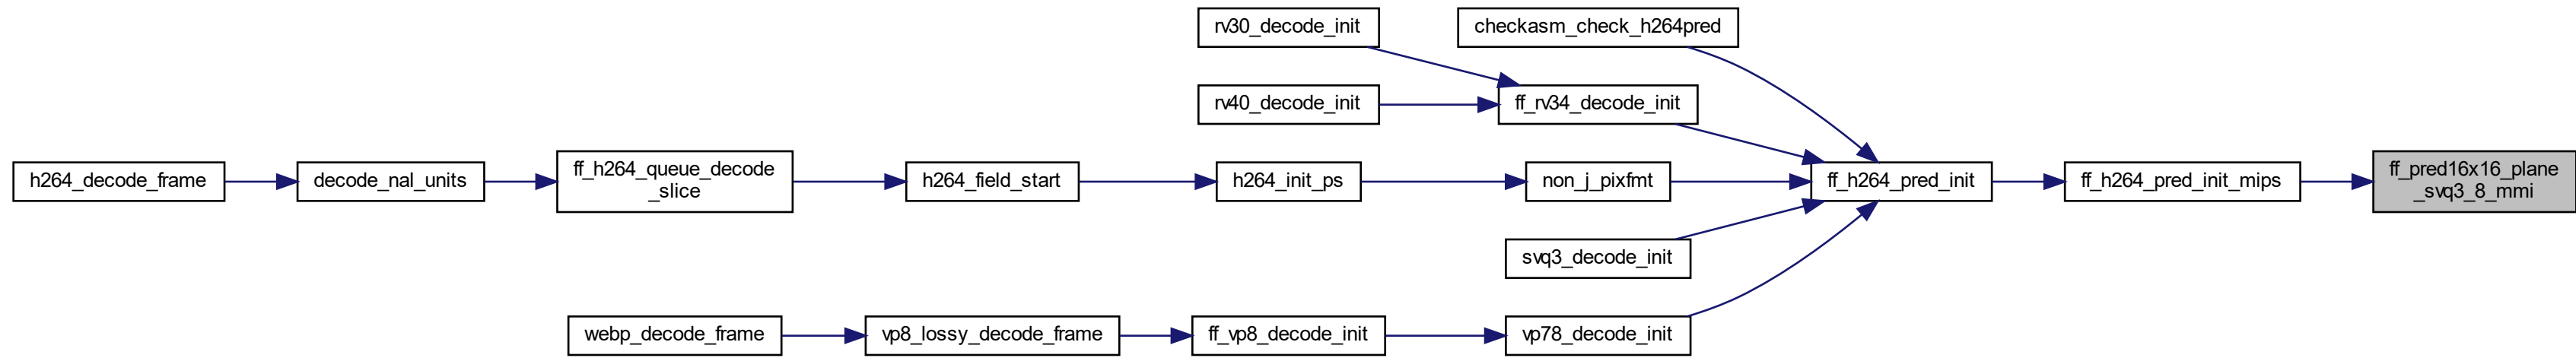 rv30_decode_init
checkasm_check_h264pred
rv40_decode_init
ff_rv34_decode_init
h264_decode_frame
decode_nal_units
ff_h264_queue_decode
_slice
h264_field_start
h264_init_ps
non_j_pixfmt
ff_h264_pred_init
ff_h264_pred_init_mips
ff_pred16x16_plane
_svq3_8_mmi
svq3_decode_init
webp_decode_frame
vp8_lossy_decode_frame
ff_vp8_decode_init
vp78_decode_init